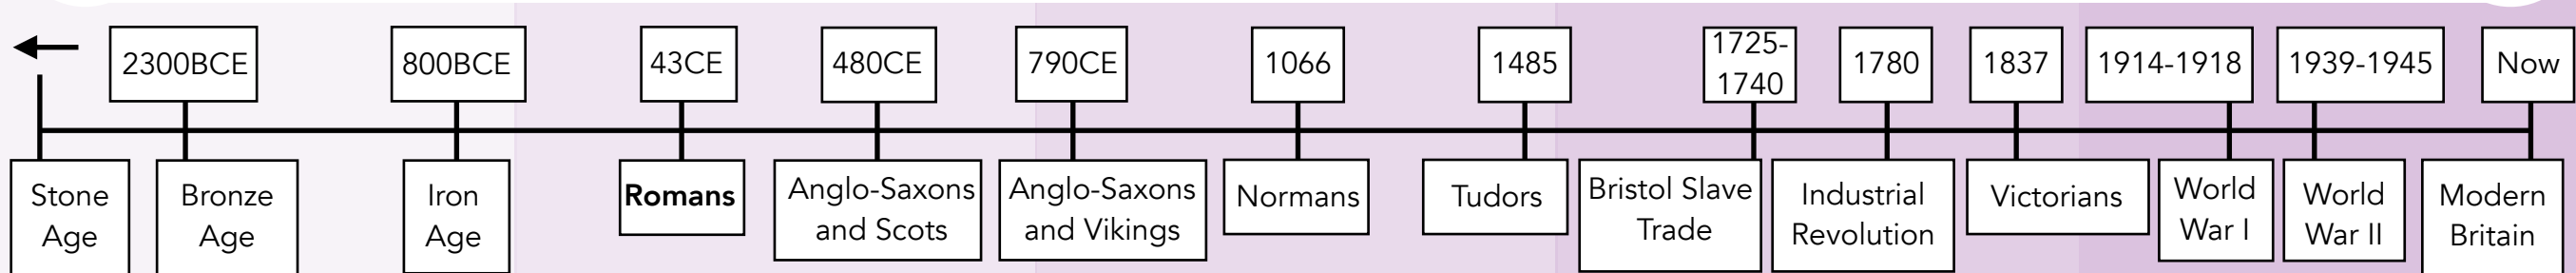 2300BCE
800BCE
43CE
480CE
790CE
1066
1485
1725-
1740
1780
1837
1914-1918
1939-1945
Now
Stone
Age
Bronze
Age
Iron
Age
Romans
Anglo-Saxons
and Scots
Anglo-Saxons
and Vikings
Normans
Tudors
Bristol Slave
Trade
Industrial
Revolution
Victorians
World
War I
World
War II
Modern
Britain